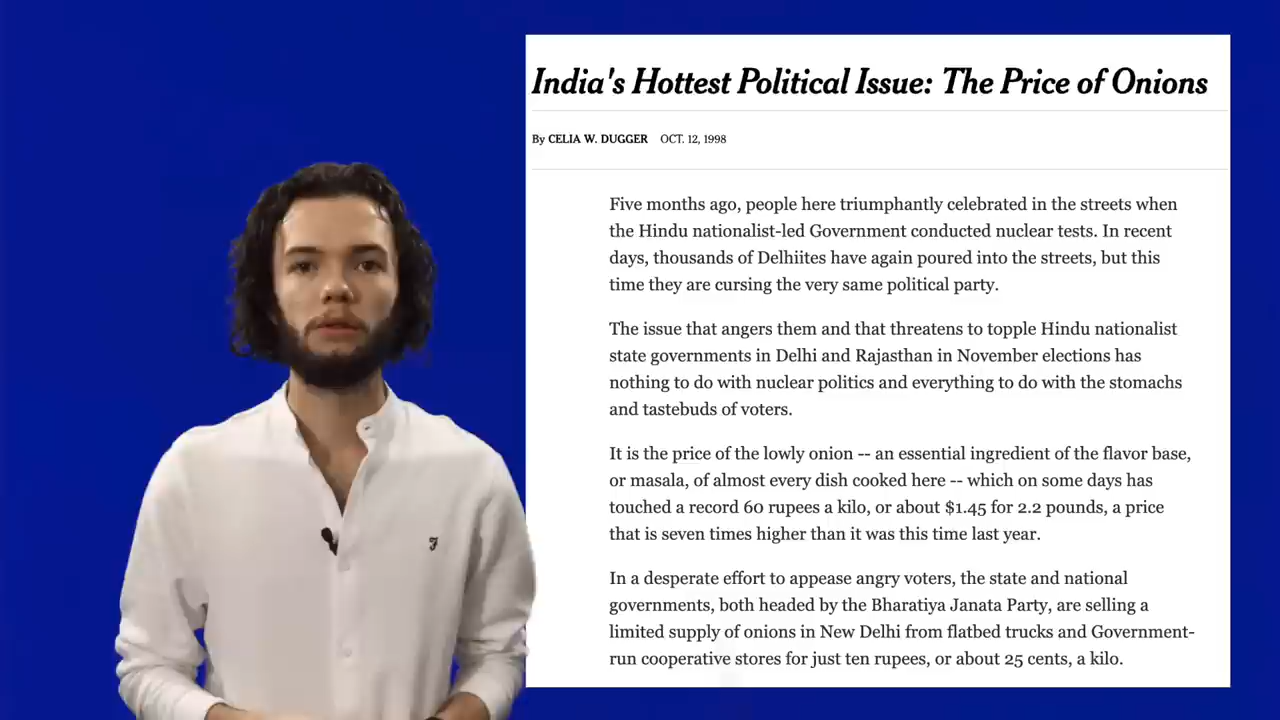 India's Hottest Political Issue: The Price of Onions
By CELIA W. DUGGER OCT. 12, 1998
Five months ago, people here triumphantly celebrated in the streets when
the Hindu nationalist-led Government conducted nuclear tests. In recent
days, thousands of Delhiites have again poured into the streets, but this
time they are cursing the very same political party.
The issue that angers them and that threatens to topple Hindu nationalist
state governments in Delhi and Rajasthan in November elections has
nothing to do with nuclear politics and everything to do with the stomachs
and tastebuds of voters.
It is the price of the lowly onion -- an essential ingredient of the flavor base,
or masala, of almost every dish cooked here -- which on some days has
touched a record 60 rupees a kilo, or about $1.45 for 2.2 pounds, a price
that is seven times higher than it was this time last year.
In a desperate effort to appease angry voters, the state and national
governments, both headed by the Bharatiya Janata Party, are selling a
limited supply of onions in New Delhi from flatbed trucks and Government-
run cooperative stores for just ten rupees, or about 25 cents, a kilo.